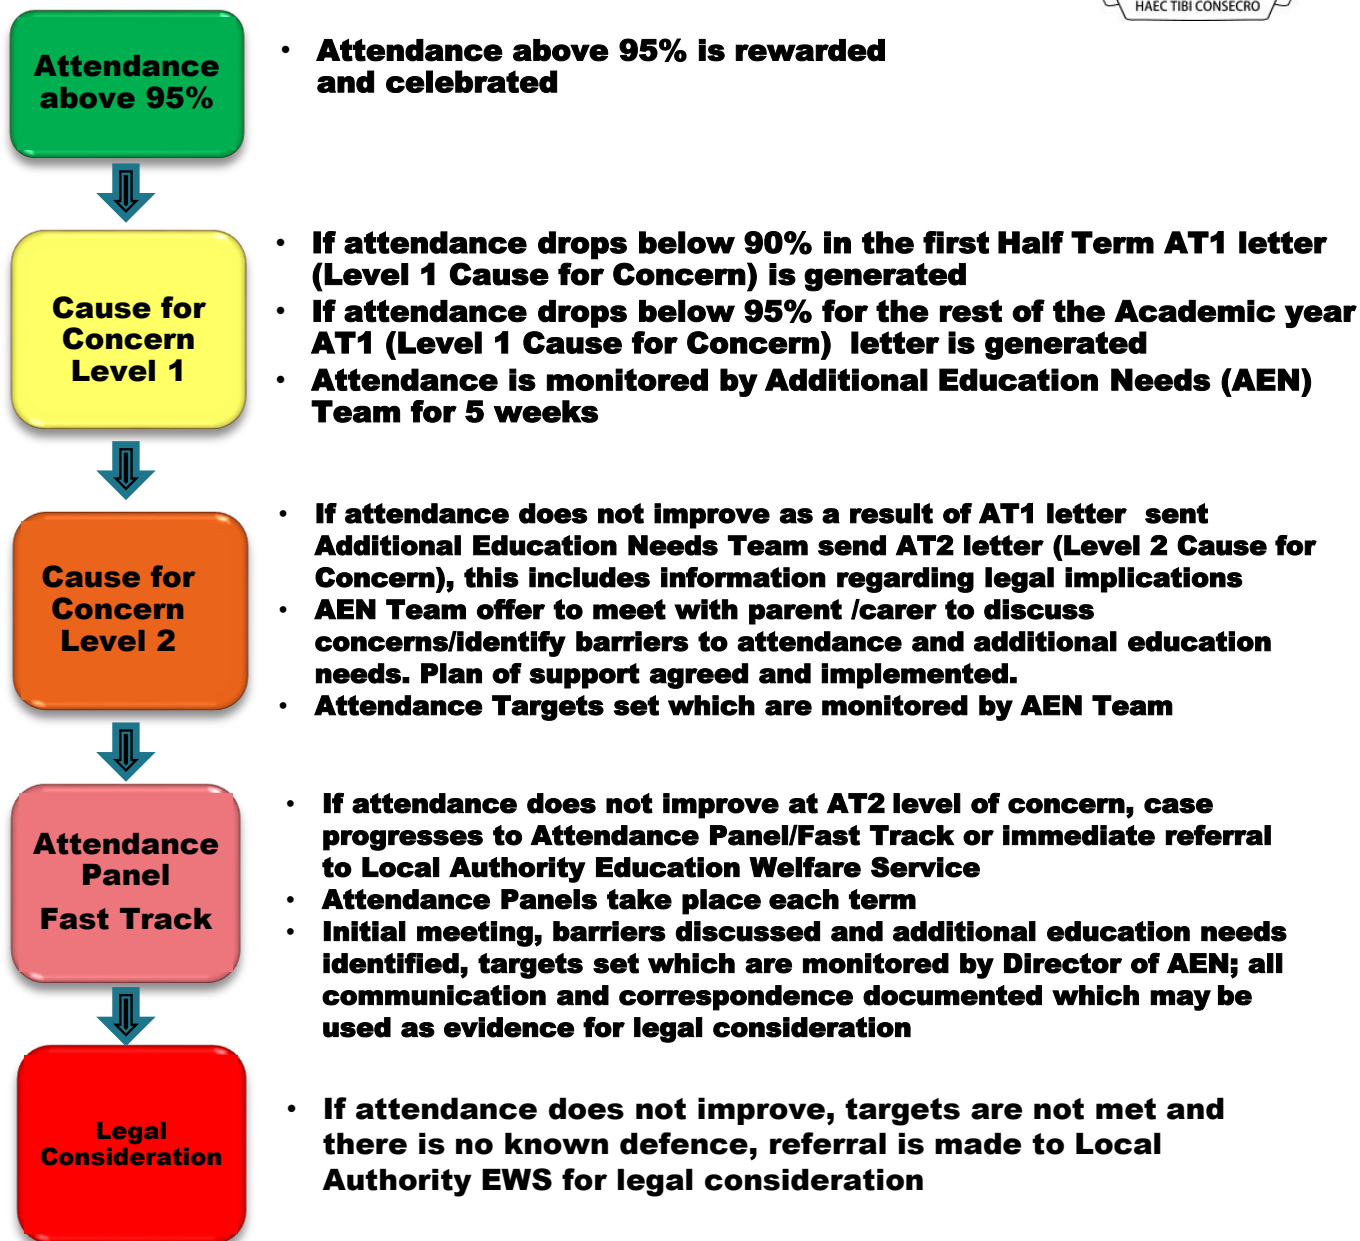 HAEC TIBI CONSECRO
Attendance
above 95%
• Attendance above 95% is rewarded
and celebrated
Cause for
Concern
Level 1
• If attendance drops below 90% in the first Half Term AT1 letter
(Level 1 Cause for Concern) is generated
• If attendance drops below 95% for the rest of the Academic year
AT1 (Level 1 Cause for Concern) letter is generated
• Attendance is monitored by Additional Education Needs (AEN)
Team for 5 weeks
Cause for
Concern
Level 2
• If attendance does not improve as a result of AT1 letter sent
Additional Education Needs Team send AT2 letter (Level 2 Cause for
Concern), this includes information regarding legal implications
• AEN Team offer to meet with parent /carer to discuss
concerns/identify barriers to attendance and additional education
needs. Plan of support agreed and implemented.
• Attendance Targets set which are monitored by AEN Team
Attendance
Panel
Fast Track
• If attendance does not improve at AT2 level of concern, case
progresses to Attendance Panel/Fast Track or immediate referral
to Local Authority Education Welfare Service
• Attendance Panels take place each term
• Initial meeting, barriers discussed and additional education needs
identified, targets set which are monitored by Director of AEN; all
communication and correspondence documented which may be
used as evidence for legal consideration
Legal
Consideration
• If attendance does not improve, targets are not met and
there is no known defence, referral is made to Local
Authority EWS for legal consideration